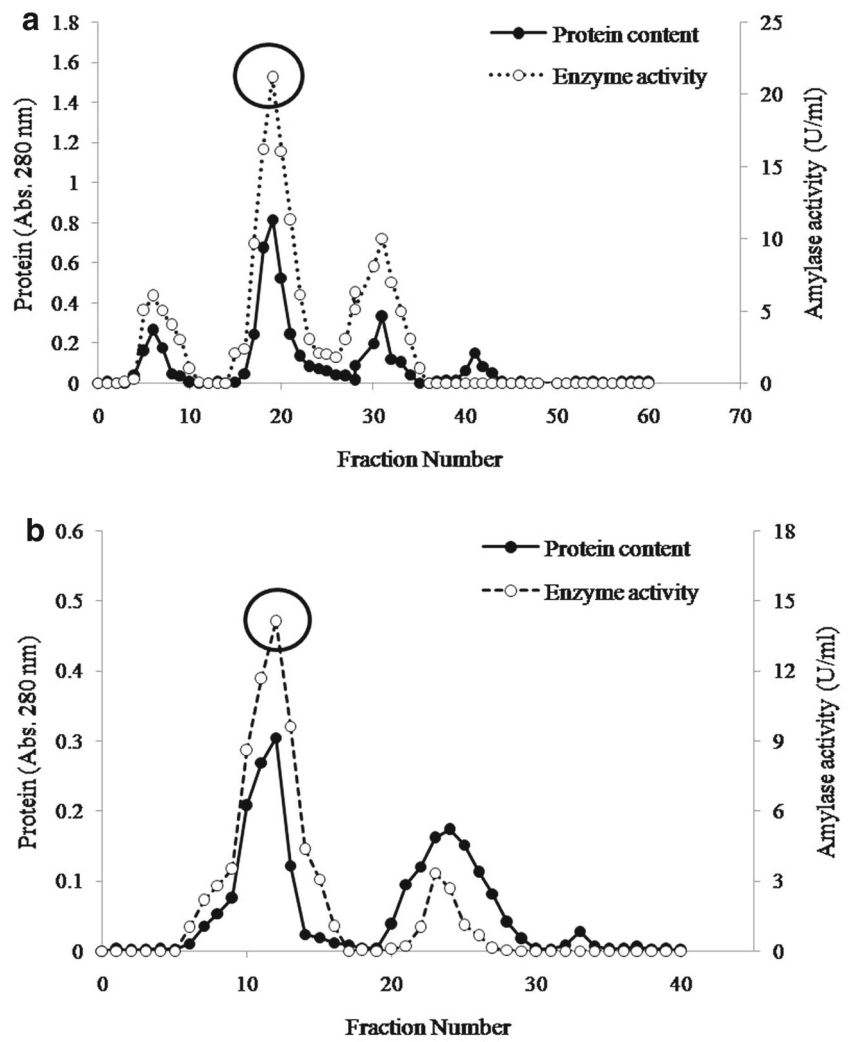 a
Protein content
Enzyme activity
Protein (Abs. 280 nm)
1.8
1.6
1.4
1.2
1
0.8
0.6
0.4
0.2
0
25
20
15
10
5
0
Amylase activity (U/ml)
0 10 20 30 40 50 60 70
Fraction Number
b
Protein content
Enzyme activity
Protein (Abs. 280 nm)
0.6
0.5
0.4
0.3
0.2
0.1
0
18
15
12
9
6
3
0
Amylase activity (U/ml)
0 10 20 30 40
Fraction Number